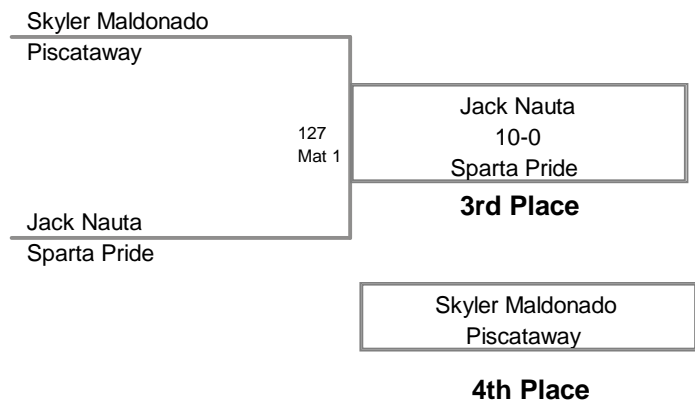 Skyler Maldonado
Piscataway
127
Mat 1
Jack Nauta
10-0
Sparta Pride
3rd Place
Jack Nauta
Sparta Pride
Skyler Maldonado
Piscataway
4th Place